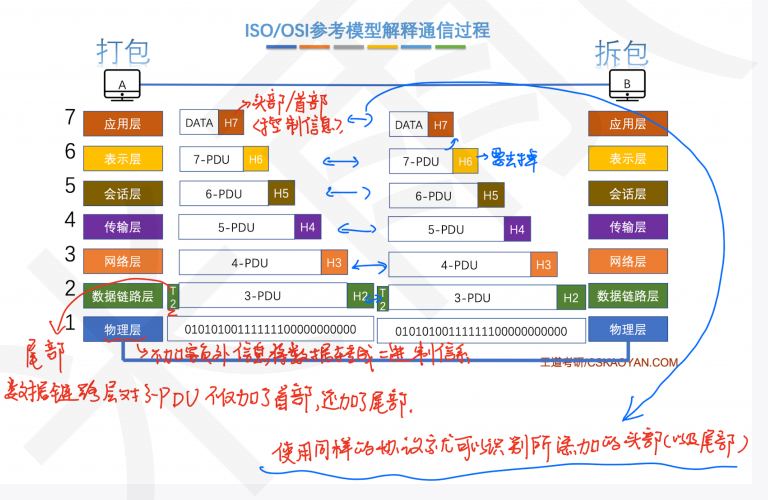 ISO/OSI参考模型解释通信过程
打包
拆包
A
B
头部/首部
<控制信息>
7 应用层 DATA H7 DATA H7 应用层
6 表示层 7-PDU H6 7-PDU H6 需去掉 表示层
5 会话层 6-PDU H5 6-PDU H5 会话层
4 传输层 5-PDU H4 5-PDU H4 传输层
3 网络层 4-PDU H3 4-PDU H3 网络层
2 数据链路层 T2 3-PDU H2 T2 3-PDU H2 数据链路层
1 物理层 01010100111111100000000000 01010100111111100000000000 物理层
尾部
不加额外信息,将数据转成二进制信系
王道考研/CSKAOYAN.COM
数据链路层对3-PDU不仅加了首部,还加了尾部.
使用同样的协议就可以识别所添加的头部(以及尾部)